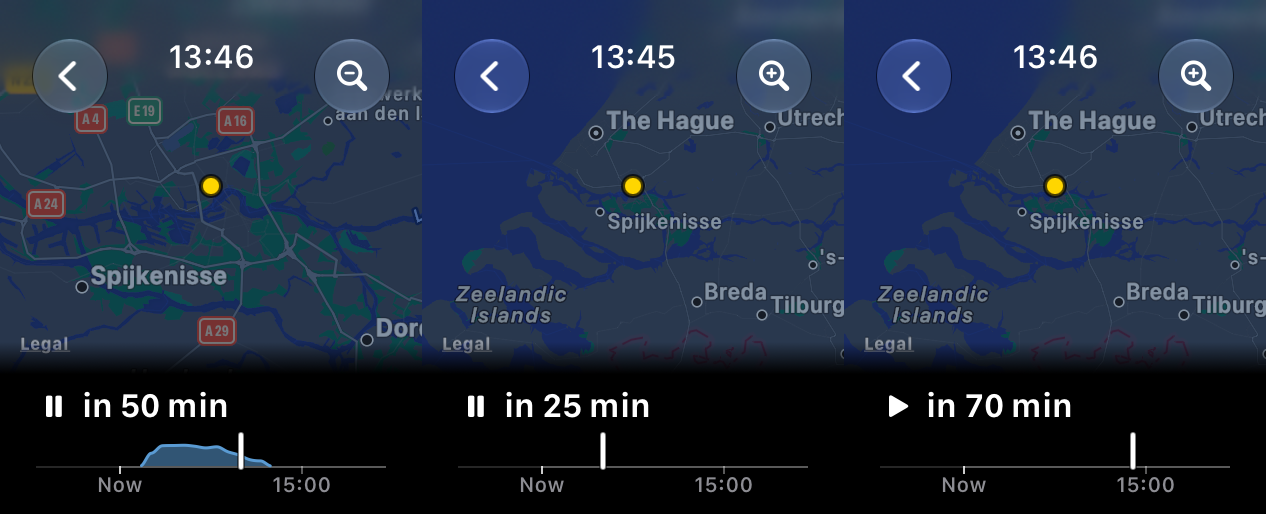 13:46
E19
A4
A16
aan den I
A24
Spijkenisse
A29
Dor
Legal
in 50 min
Now
15:00
13:45
The Hague
Utrech
Spijkenisse
's-
Zeelandic
Islands
Breda
Tilburg
Legal
in 25 min
Now
15:00
13:46
The Hague
Utrech
Spijkenisse
's-
Zeelandic
Islands
Breda
Tilburg
Legal
in 70 min
Now
15:00